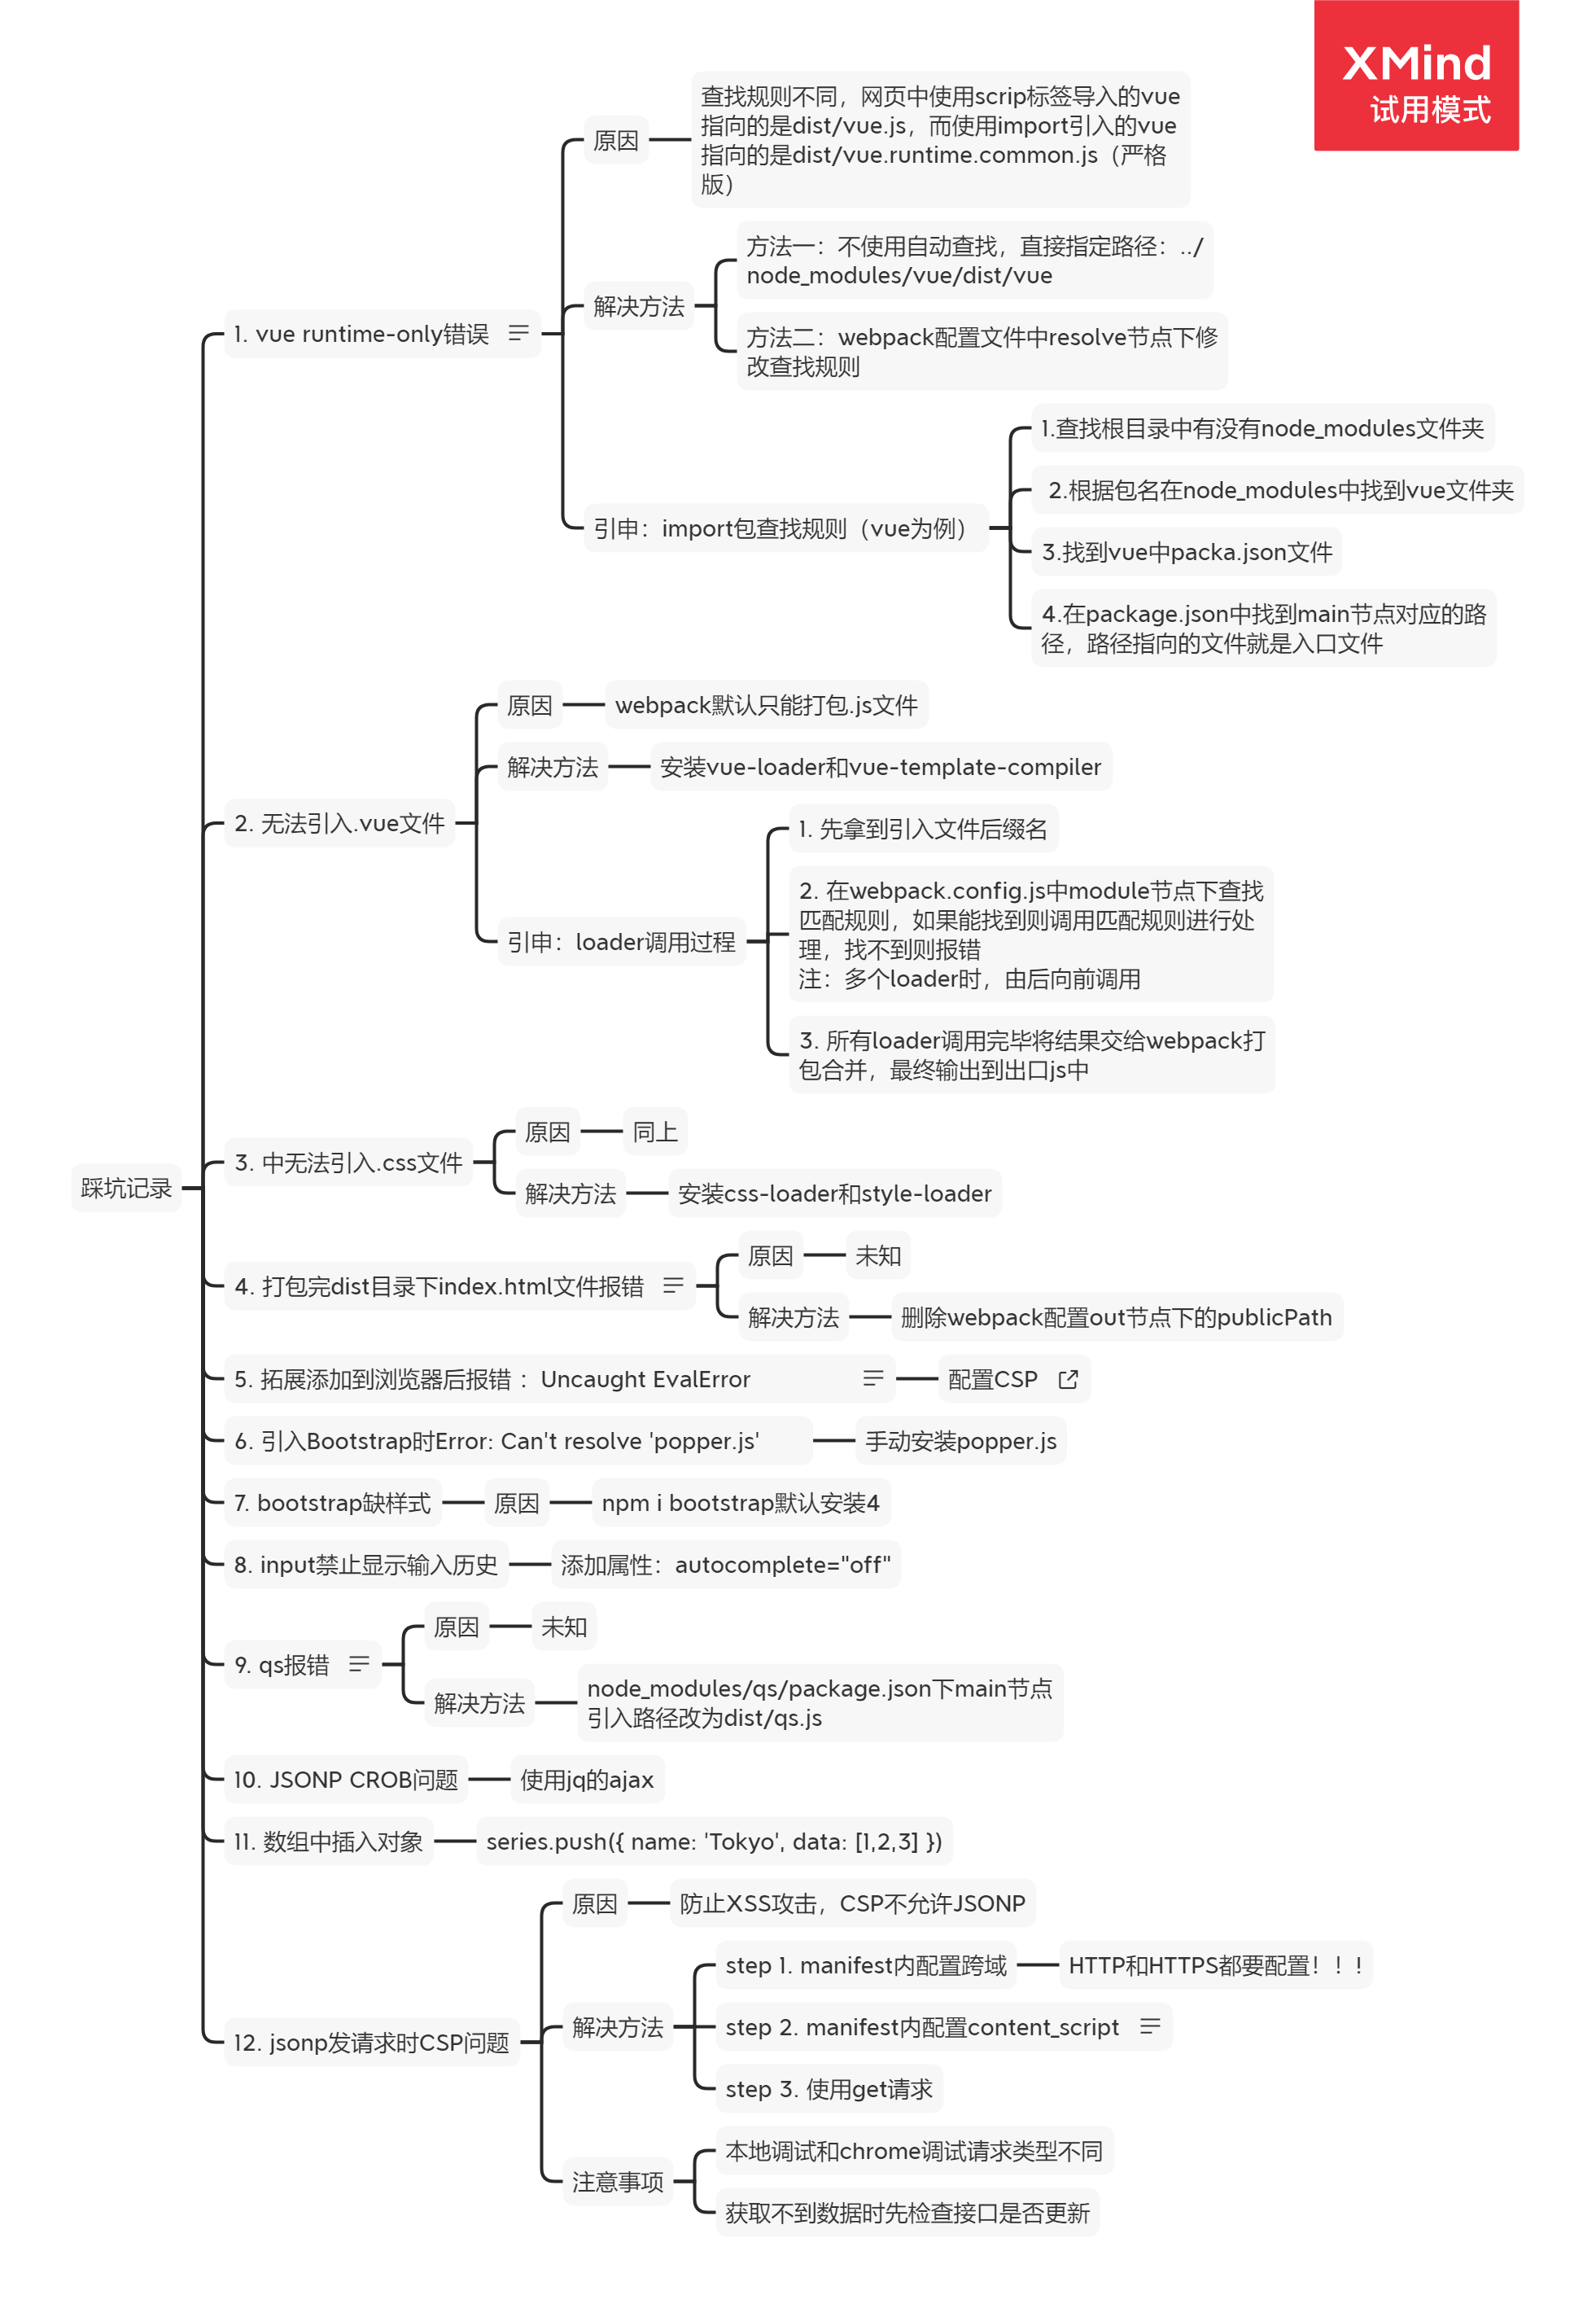 XMind
试用模式
踩坑记录
1. vue runtime-only错误
原因
查找规则不同，网页中使用scrip标签导入的vue
指向的是dist/vue.js，而使用import引入的vue
指向的是dist/vue.runtime.common.js（严格
版）
解决方法
方法一：不使用自动查找，直接指定路径：../
node_modules/vue/dist/vue
方法二：webpack配置文件中resolve节点下修
改查找规则
引申：import包查找规则（vue为例）
1.查找根目录中有没有node_modules文件夹
2.根据包名在node_modules中找到vue文件夹
3.找到vue中packa.json文件
4.在package.json中找到main节点对应的路
径，路径指向的文件就是入口文件
2. 无法引入.vue文件
原因
webpack默认只能打包.js文件
解决方法
安装vue-loader和vue-template-compiler
引申：loader调用过程
1. 先拿到引入文件后缀名
2. 在webpack.config.js中module节点下查找
匹配规则，如果能找到则调用匹配规则进行处
理，找不到则报错
注：多个loader时，由后向前调用
3. 所有loader调用完毕将结果交给webpack打
包合并，最终输出到出口js中
3. 中无法引入.css文件
原因
同上
解决方法
安装css-loader和style-loader
4. 打包完dist目录下index.html文件报错
原因
未知
解决方法
删除webpack配置out节点下的publicPath
5. 拓展添加到浏览器后报错 ：Uncaught EvalError
配置CSP
6. 引入Bootstrap时Error: Can't resolve 'popper.js'
手动安装popper.js
7. bootstrap缺样式
原因
npm i bootstrap默认安装4
8. input禁止显示输入历史
添加属性：autocomplete="off"
9. qs报错
原因
未知
解决方法
node_modules/qs/package.json下main节点
引入路径改为dist/qs.js
10. JSONP CROB问题
使用jq的ajax
11. 数组中插入对象
series.push({ name: 'Tokyo', data: [1,2,3] })
12. jsonp发请求时CSP问题
原因
防止XSS攻击，CSP不允许JSONP
解决方法
step 1. manifest内配置跨域
HTTP和HTTPS都要配置！！！
step 2. manifest内配置content_script
step 3. 使用get请求
注意事项
本地调试和chrome调试请求类型不同
获取不到数据时先检查接口是否更新